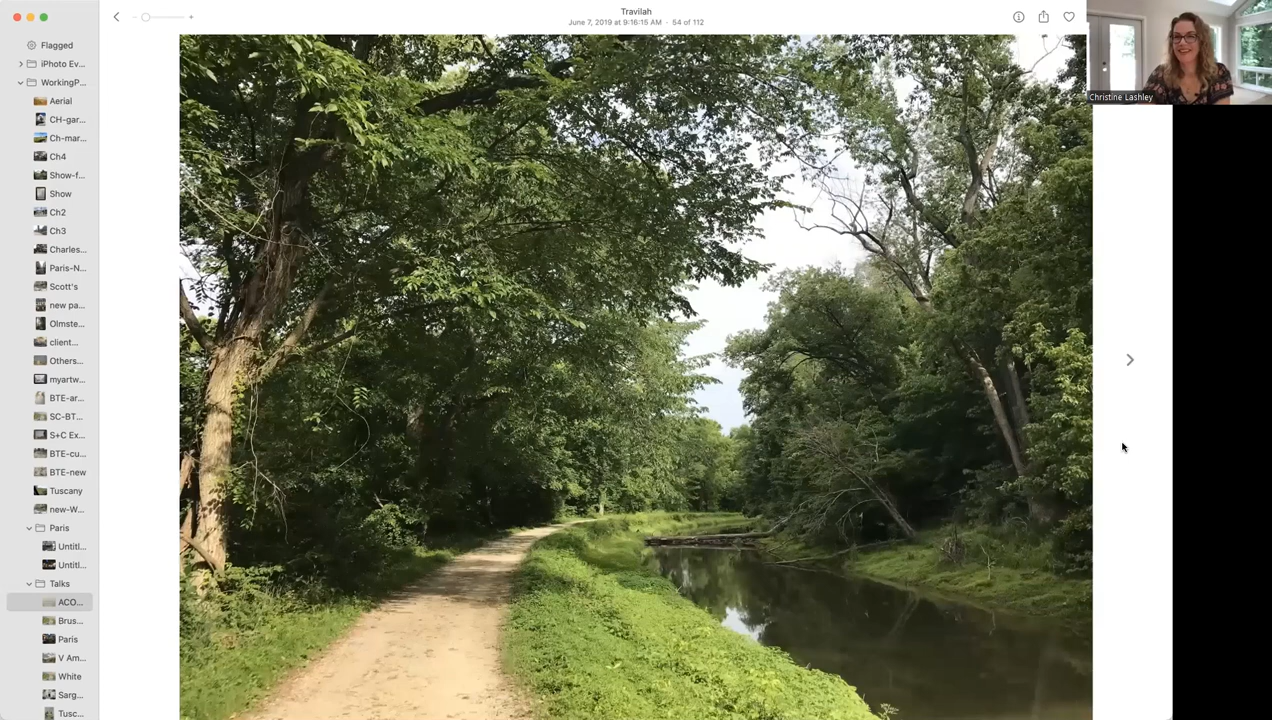 Travilah
June 7, 2019 at 9:16:15 AM - 54 of 112
- +
Christine Lashley
Flagged
iPhoto Ev...
WorkingP...
Aerial
CH-gar...
Ch-mar...
Ch4
Show-f...
Show
Ch2
Ch3
Charles...
Paris-N...
Scott's
new pa...
Olmste...
client...
Others...
myartw...
BTE-ar...
SC-BT...
S+C Ex...
BTE-cu...
BTE-new
Tuscany
new-W...
Paris
Untitl...
Untitl...
Talks
ACO...
Brus...
Paris
V Am...
White
Sarg...
Tusc...